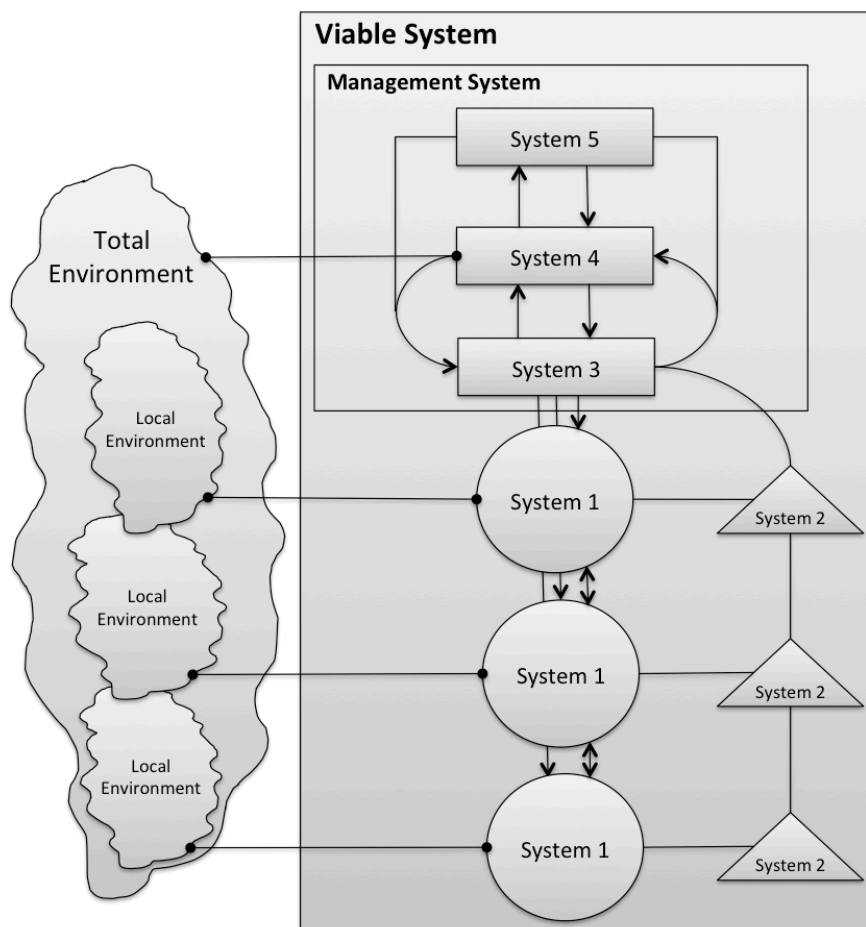 Viable System
Management System
System 5
Total
Environment
System 4
System 3
Local
Environment
System 1
System 2
Local
Environment
System 1
System 2
Local
Environment
System 1
System 2